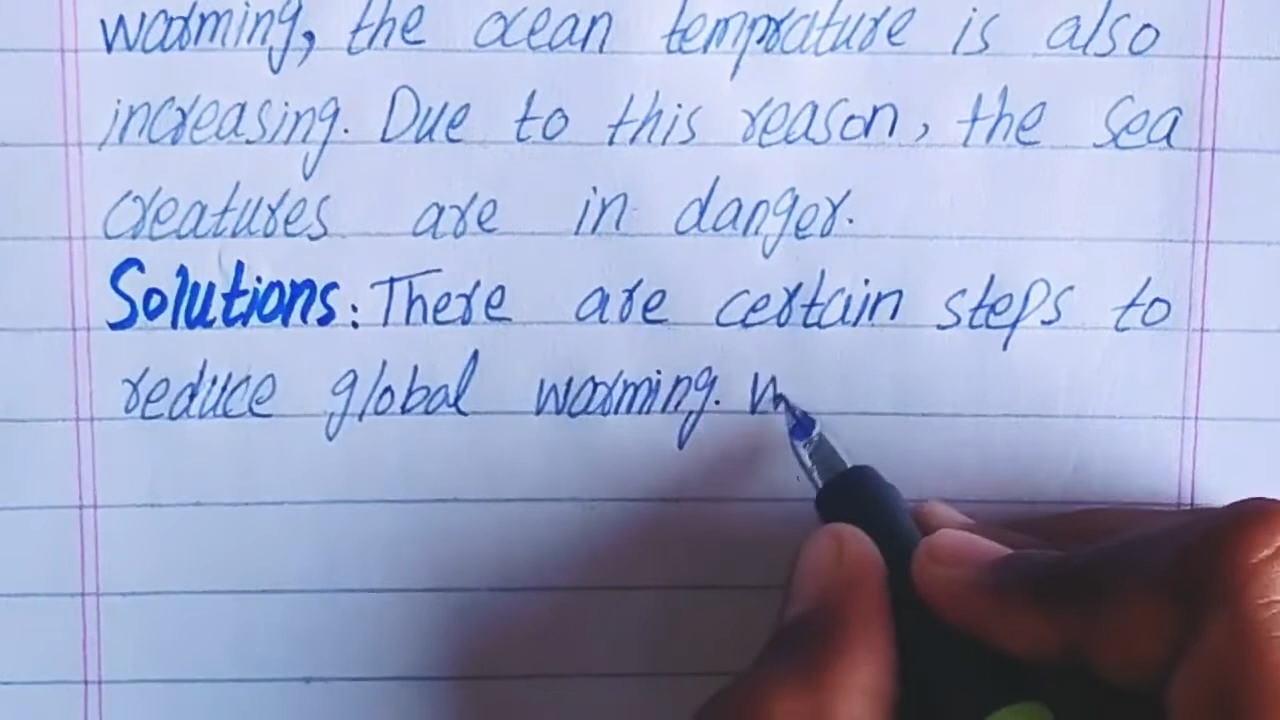 warming, the ocean temprature is also
increasing. Due to this reason, the sea
creatures are in danger.
Solutions: There are certain steps to
reduce global warming.